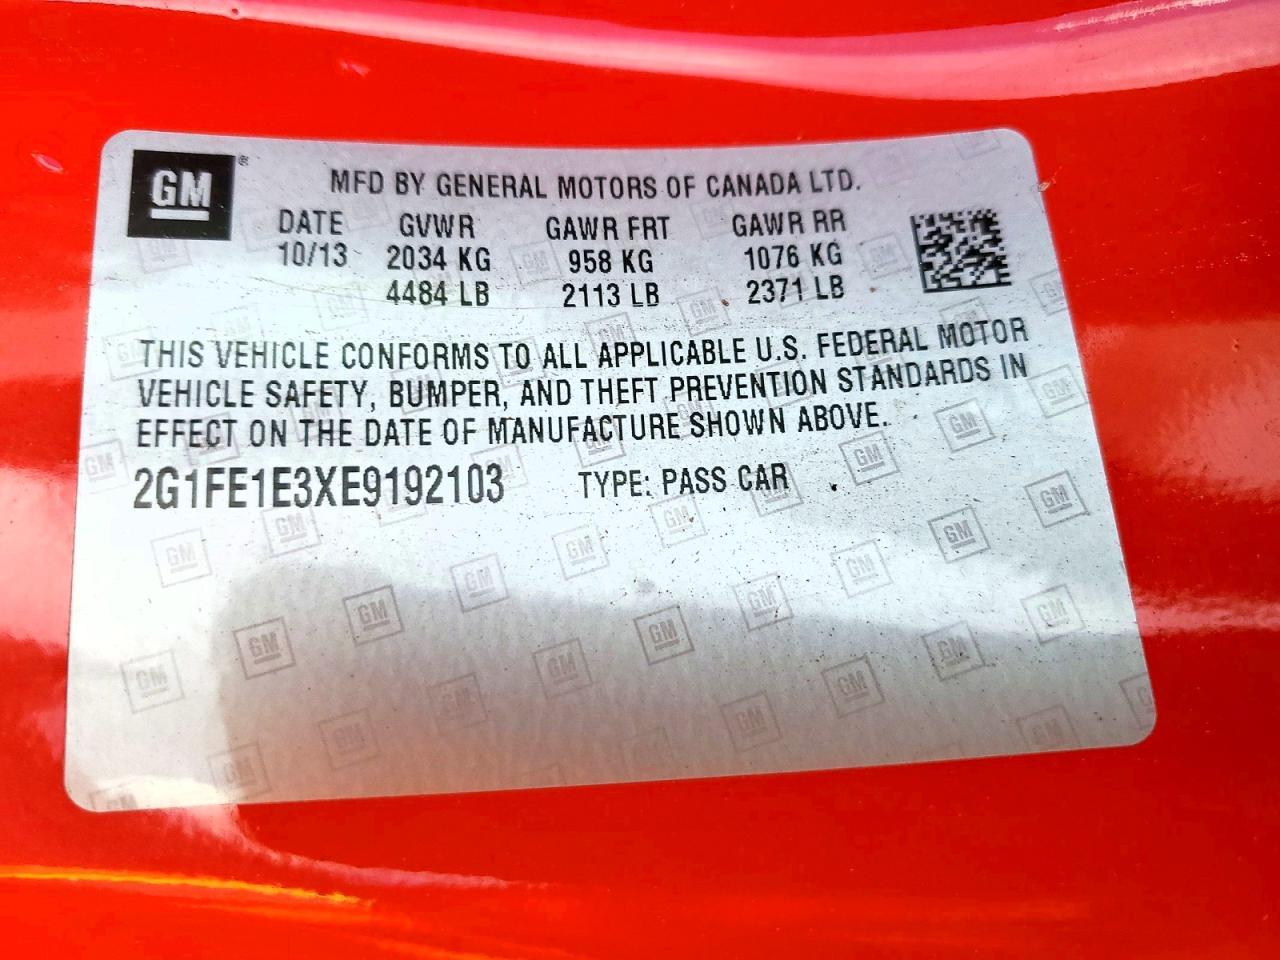 GM ®
MFD BY GENERAL MOTORS OF CANADA LTD.
DATE GVWR GAWR FRT GAWR RR
10/13 2034 KG 958 KG 1076 KG
4484 LB 2113 LB 2371 LB
THIS VEHICLE CONFORMS TO ALL APPLICABLE U.S. FEDERAL MOTOR
VEHICLE SAFETY, BUMPER, AND THEFT PREVENTION STANDARDS IN
EFFECT ON THE DATE OF MANUFACTURE SHOWN ABOVE.
2G1FE1E3XE9192103 TYPE: PASS CAR